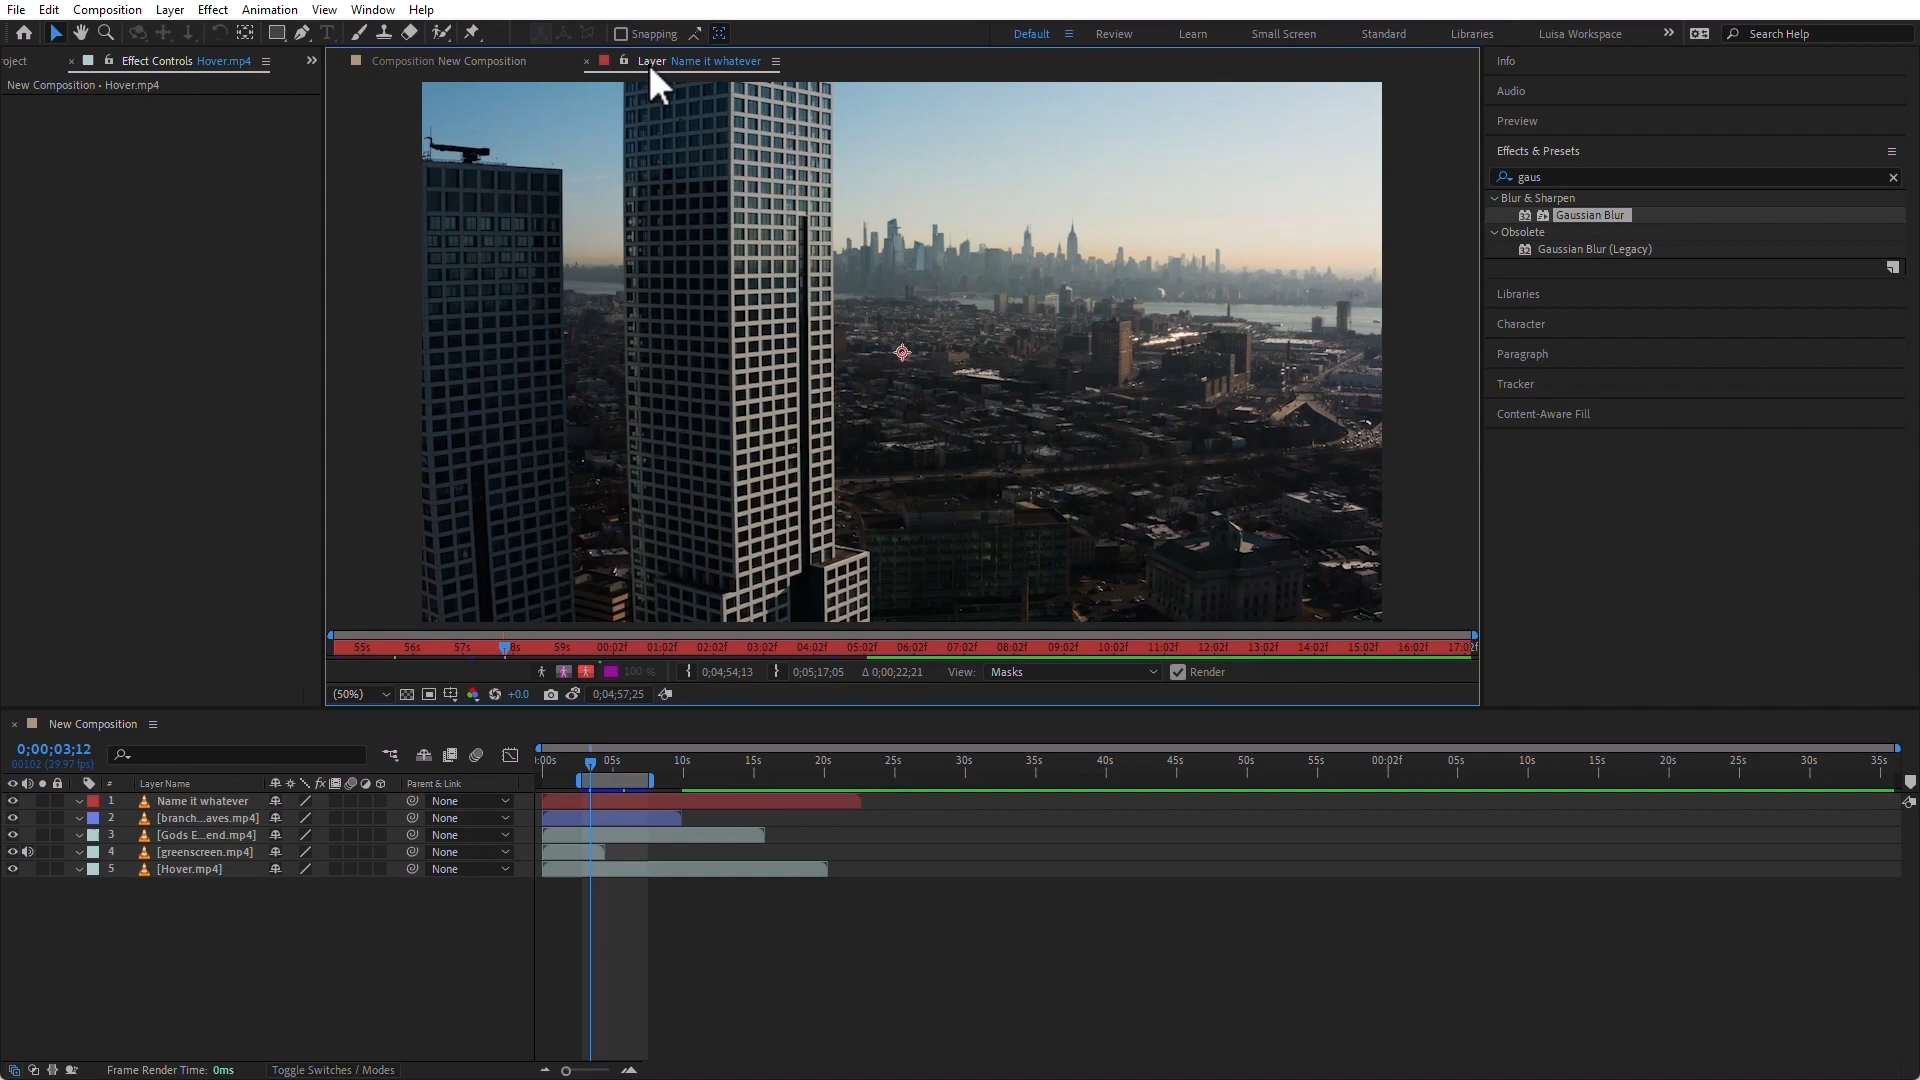 File Edit Composition Layer Effect Animation View Window Help
Snapping
Default Review Learn Small Screen Standard Libraries Luisa Workspace Search Help
oject Effect Controls Hover.mp4
Composition New Composition Layer Name it whatever
New Composition • Hover.mp4
Info
Audio
Preview
Effects & Presets
gaus
Blur & Sharpen
Gaussian Blur
Obsolete
Gaussian Blur (Legacy)
Libraries
Character
Paragraph
Tracker
Content-Aware Fill
55s 56s 57s 8s 59s 00:02f 01:02f 02:02f 03:02f 04:02f 05:02f 06:02f 07:02f 08:02f 09:02f 10:02f 11:02f 12:02f 13:02f 14:02f 15:02f 16:02f 17:02f
100 % 0;04;54;13 0;05;17;05 Δ 0;00;22;21 View: Masks Render
(50%) +0.0 0;04;57;25
New Composition
0;00;03;12
00102 (29.97 fps)
:00s 05s 10s 15s 20s 25s 30s 35s 40s 45s 50s 55s 00:02f 05s 10s 15s 20s 25s 30s 35s
# Layer Name fx Parent & Link
1 Name it whatever None
2 [branch...aves.mp4] None
3 [Gods E...end.mp4] None
4 [greenscreen.mp4] None
5 [Hover.mp4] None
Frame Render Time: 0ms Toggle Switches / Modes